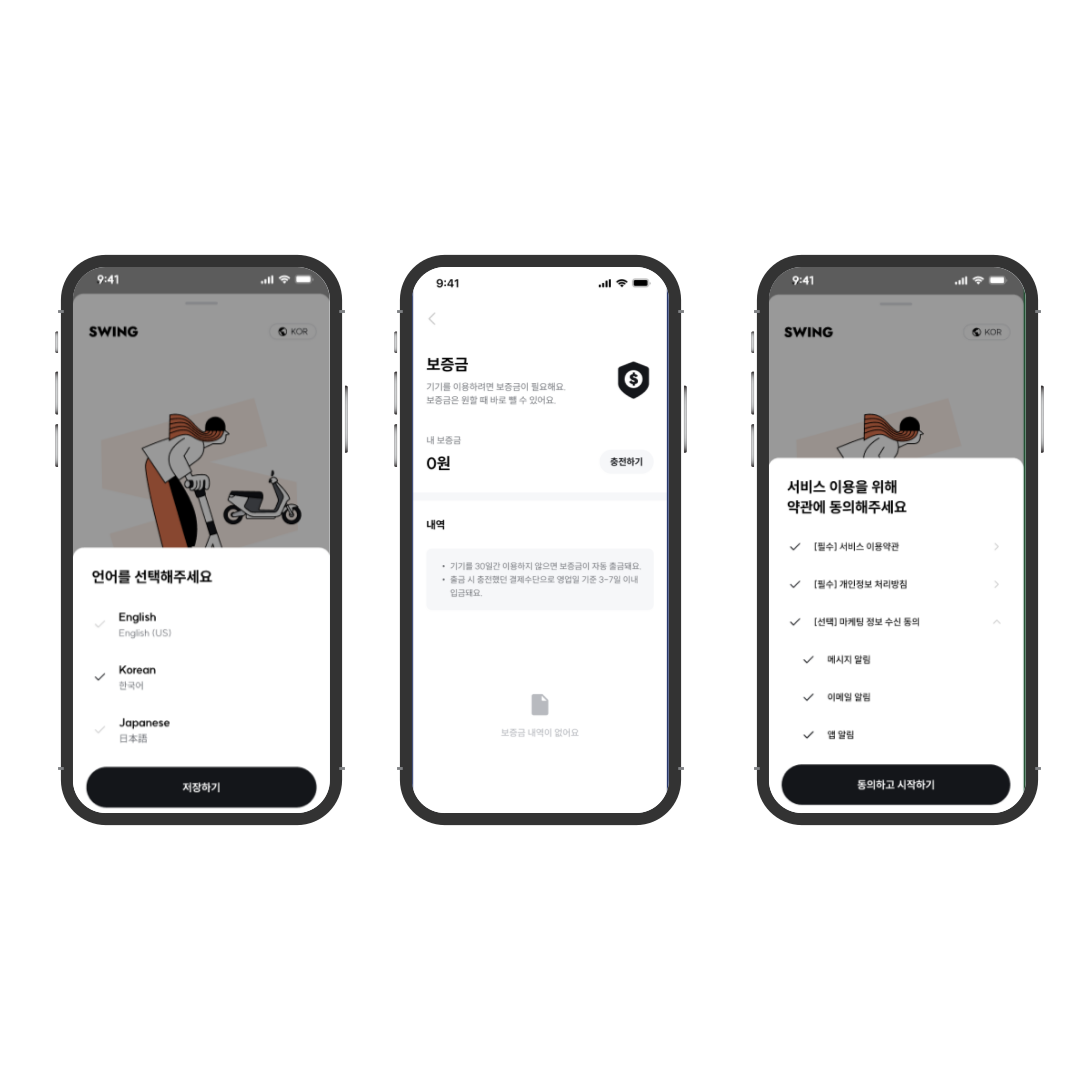 9:41
SWING
KOR
언어를 선택해주세요
English
English (US)
Korean
한국어
Japanese
日本語
저장하기
9:41
보증금
기기를 이용하려면 보증금이 필요해요.
보증금은 원할 때 바로 뺄 수 있어요.
내 보증금
0원
충전하기
내역
• 기기를 30일간 이용하지 않으면 보증금이 자동 출금돼요.
• 출금 시 충전했던 결제수단으로 영업일 기준 3~7일 이내
입금돼요.
보증금 내역이 없어요
9:41
SWING
KOR
서비스 이용을 위해
약관에 동의해주세요
[필수] 서비스 이용약관
[필수] 개인정보 처리방침
[선택] 마케팅 정보 수신 동의
메시지 알림
이메일 알림
앱 알림
동의하고 시작하기